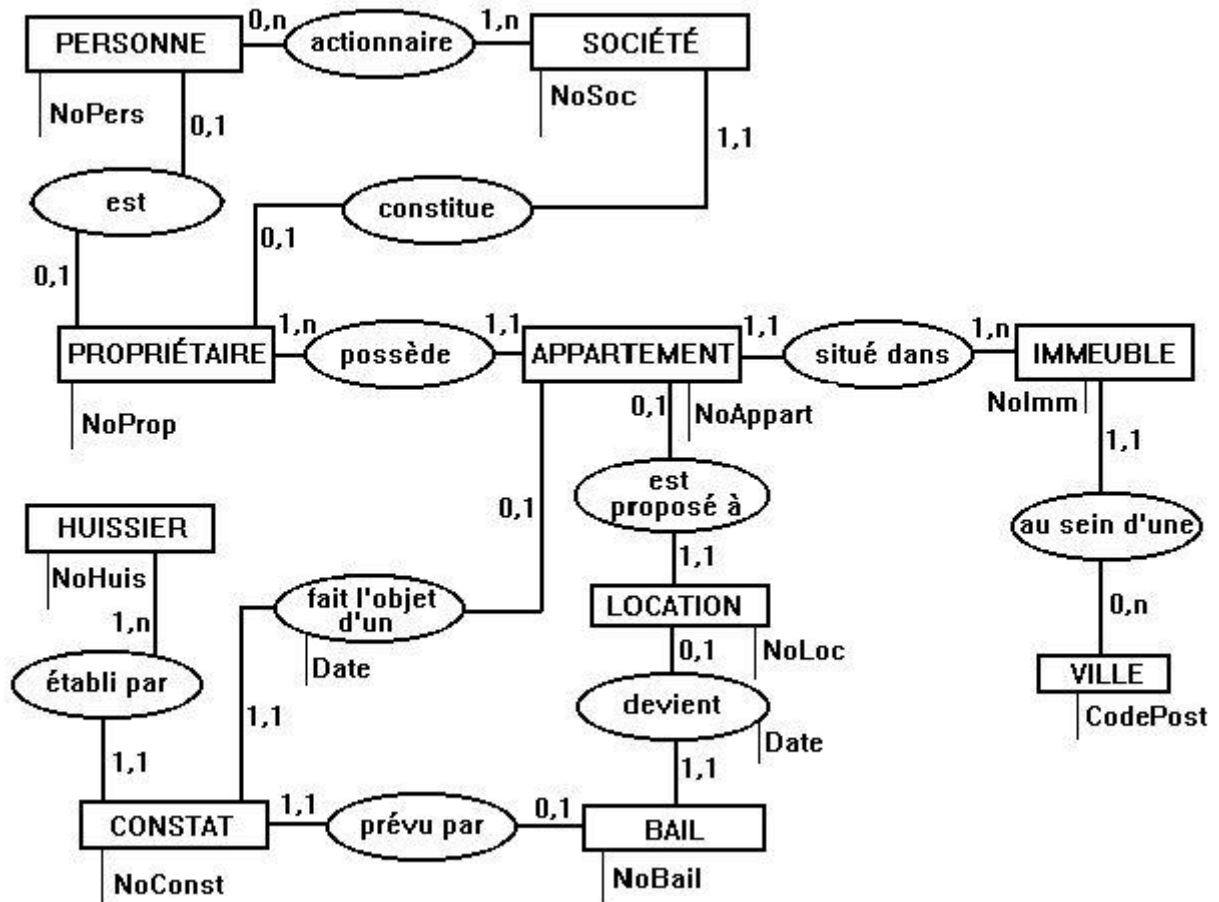 0,n
1,n
PERSONNE
actionnaire
SOCIÉTÉ
NoPers
0,1
NoSoc
1,1
est
constitue
0,1
0,1
1,n
1,1
1,1
1,n
PROPRIÉTAIRE
possède
APPARTEMENT
situé dans
IMMEUBLE
NoProp
0,1
NoAppart
NoImm
1,1
est
proposé à
0,1
HUISSIER
au sein d'une
NoHuis
1,1
1,n
fait l'objet
d'un
LOCATION
0,n
Date
0,1
NoLoc
établi par
VILLE
1,1
devient
CodePost
Date
1,1
1,1
1,1
0,1
CONSTAT
prévu par
BAIL
NoConst
NoBail